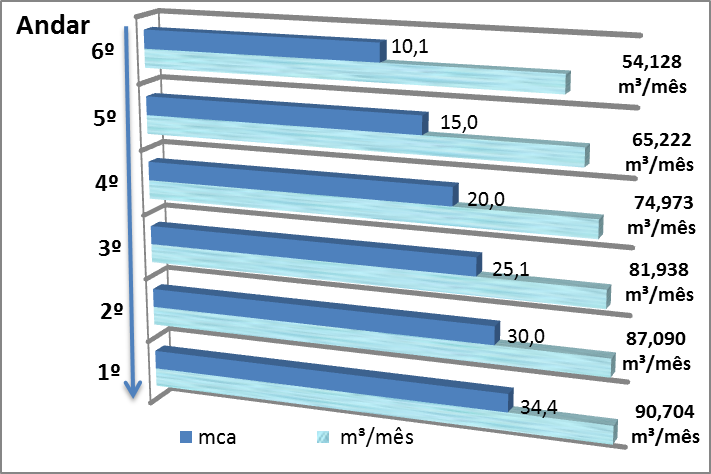 Andar
6º
10,1
54,128
m³/mês
5º
15,0
65,222
m³/mês
4º
20,0
74,973
m³/mês
3º
25,1
81,938
m³/mês
2º
30,0
87,090
m³/mês
1º
34,4
90,704
m³/mês
mca
m³/mês